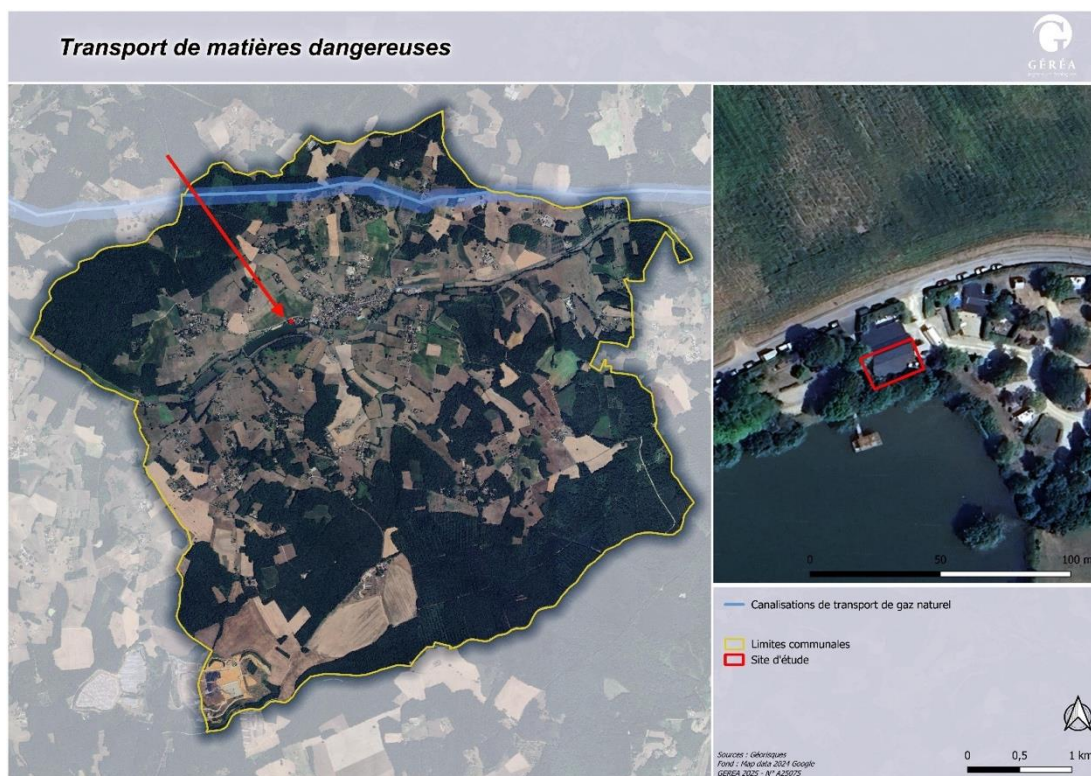 Transport de matières dangereuses
GÉRÉA
0 50 100 m
Canalisations de transport de gaz naturel
Limites communales
Site d'étude
Sources : Géorisques
Fond : Map data 2024 Google
GEREA 2025 - N° A25075
0 0,5 1 km